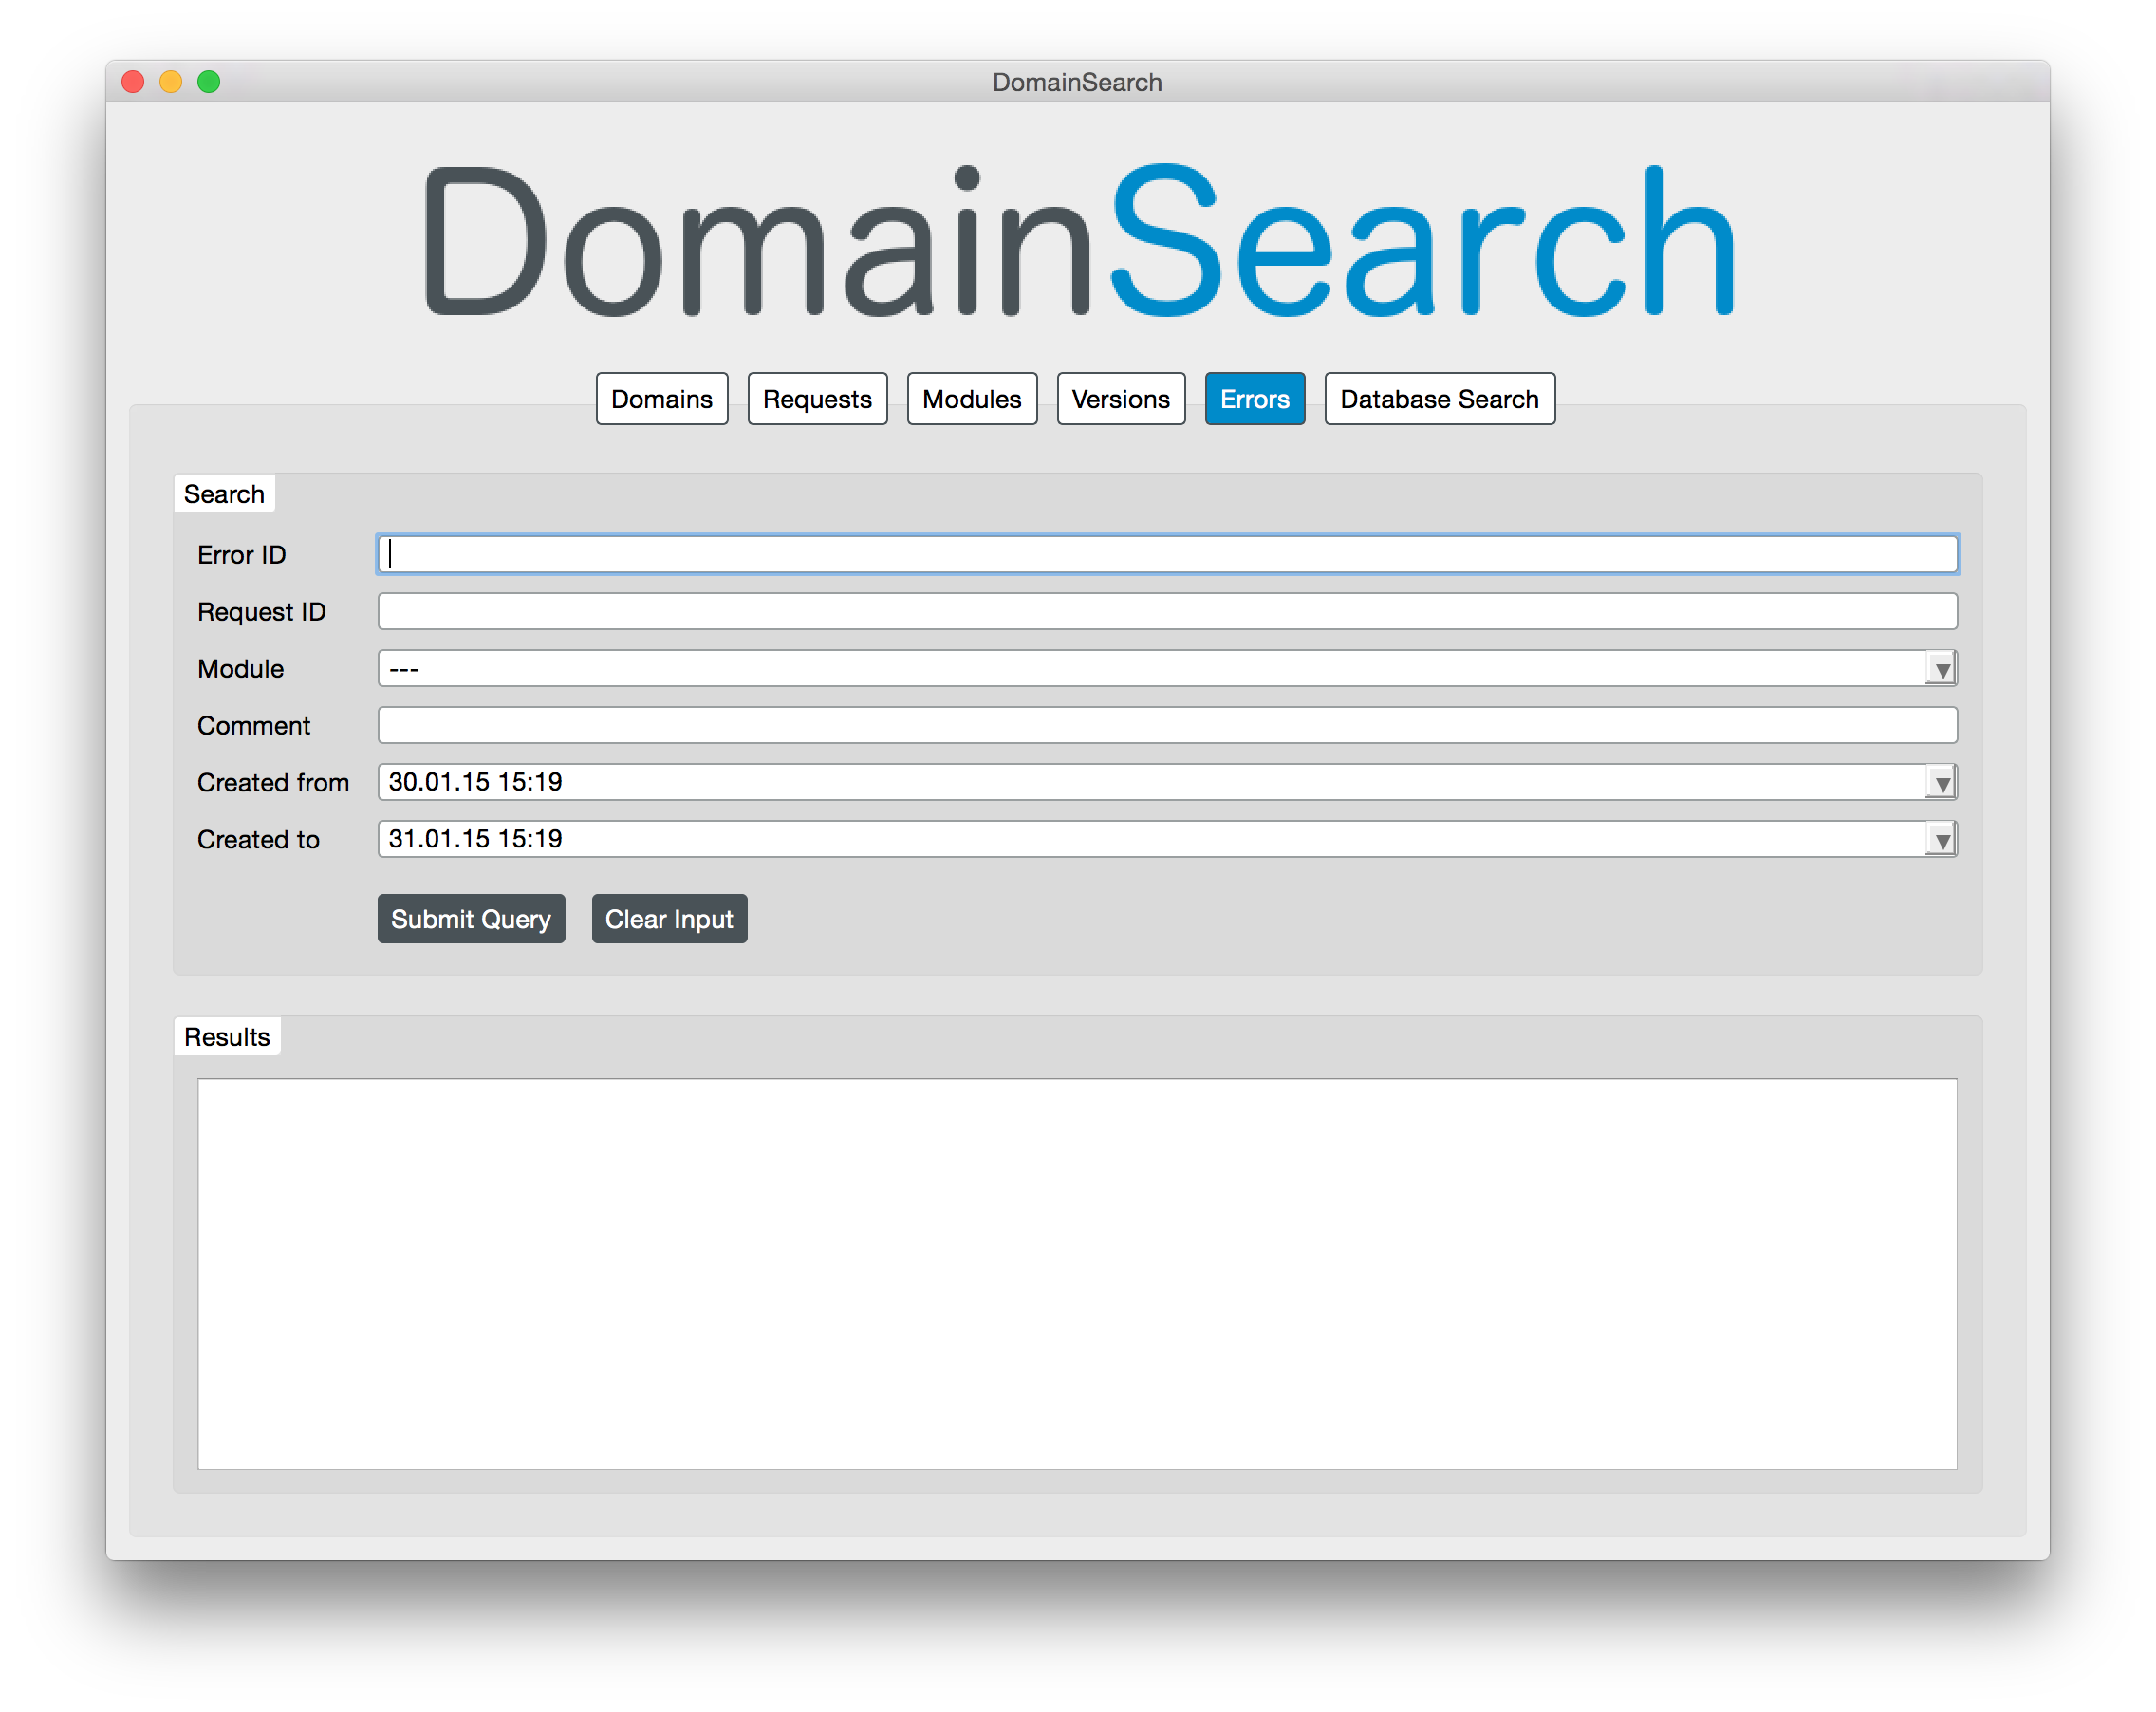 DomainSearch
DomainSearch
Domains Requests Modules Versions Errors Database Search
Search
Error ID
Request ID
Module ---
Comment
Created from 30.01.15 15:19
Created to 31.01.15 15:19
Submit Query Clear Input
Results